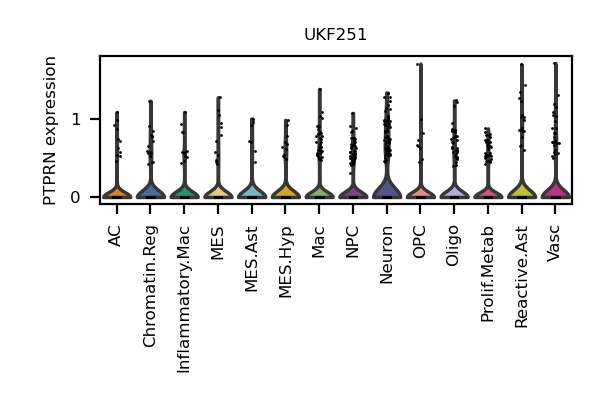 UKF251
PTPRN expression
1
0
AC
Chromatin.Reg
Inflammatory.Mac
MES
MES.Ast
MES.Hyp
Mac
NPC
Neuron
OPC
Oligo
Prolif.Metab
Reactive.Ast
Vasc